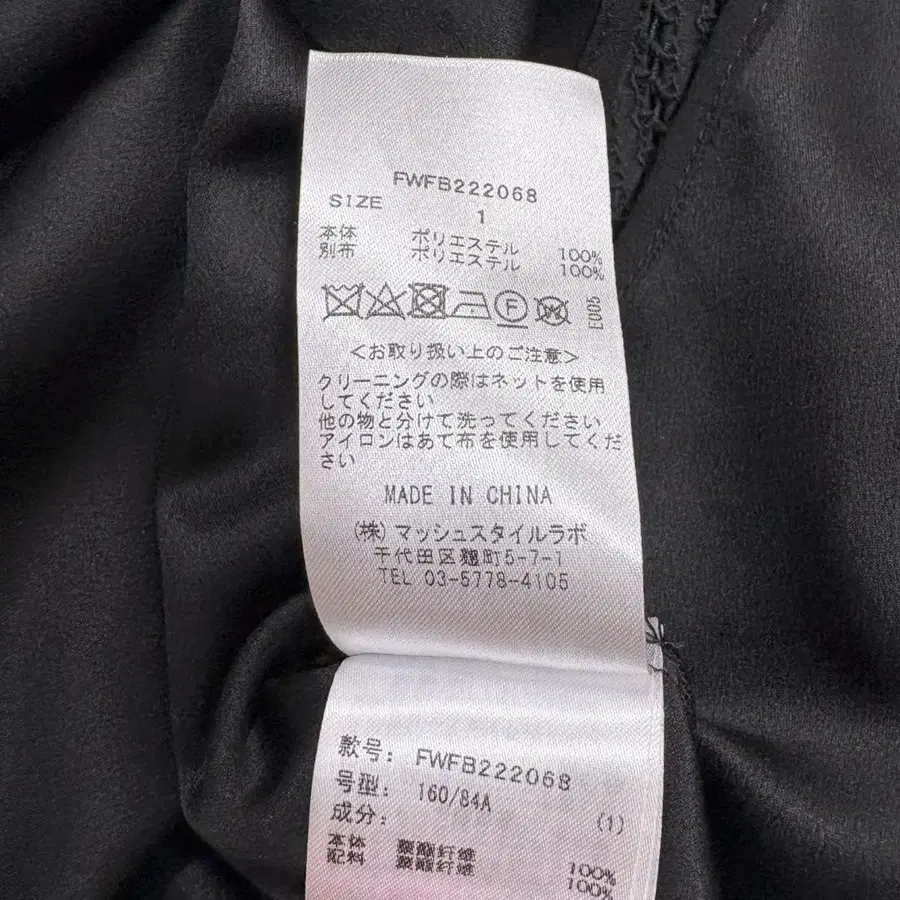 FWFB222068
SIZE 1
本体 ポリエステル 100%
別布 ポリエステル 100%
F W E005
<お取り扱い上のご注意>
クリーニングの際はネットを使用
してください
他の物と分けて洗ってください
アイロンはあて布を使用してくだ
さい
MADE IN CHINA
(株)マッシュスタイルラボ
千代田区麹町5-7-1
TEL 03-5778-4105
款号: FWFB222068
号型: 160/84A (1)
成分:
本体 聚酯纤维 100%
配料 聚酯纤维 100%